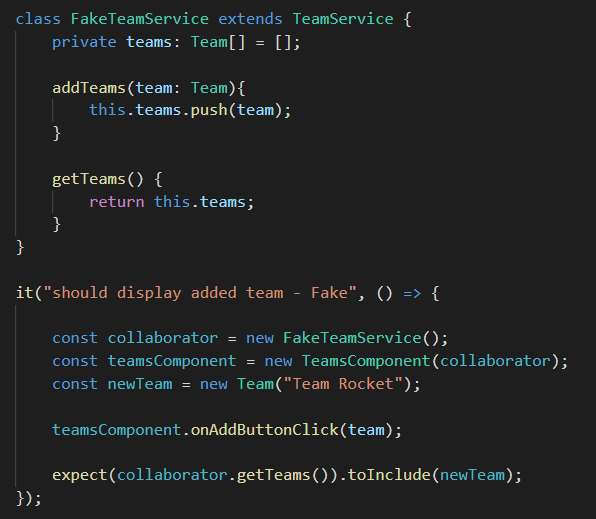 class FakeTeamService extends TeamService {
    private teams: Team[] = [];

    addTeams(team: Team){
        this.teams.push(team);
    }

    getTeams() {
        return this.teams;
    }
}

it("should display added team - Fake", () => {

    const collaborator = new FakeTeamService();
    const teamsComponent = new TeamsComponent(collaborator);
    const newTeam = new Team("Team Rocket");

    teamsComponent.onAddButtonClick(team);

    expect(collaborator.getTeams()).toInclude(newTeam);
});